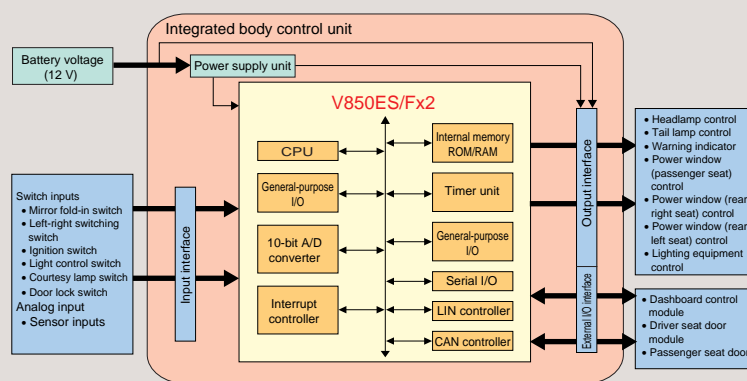 Integrated body control unit
Battery voltage
(12 V)
Power supply unit
V850ES/Fx2
CPU
General-purpose
I/O
10-bit A/D
converter
Interrupt
controller
Internal memory
ROM/RAM
Timer unit
General-purpose
I/O
Serial I/O
LIN controller
CAN controller
Switch inputs
• Mirror fold-in switch
• Left-right switching
switch
• Ignition switch
• Light control switch
• Courtesy lamp switch
• Door lock switch
Analog input
• Sensor inputs
Input interface
Output interface
External I/O interface
• Headlamp control
• Tail lamp control
• Warning indicator
• Power window
(passenger seat)
control
• Power window (rear
right seat) control
• Power window (rear
left seat) control
• Lighting equipment
control
• Dashboard control
module
• Driver seat door
module
• Passenger seat door